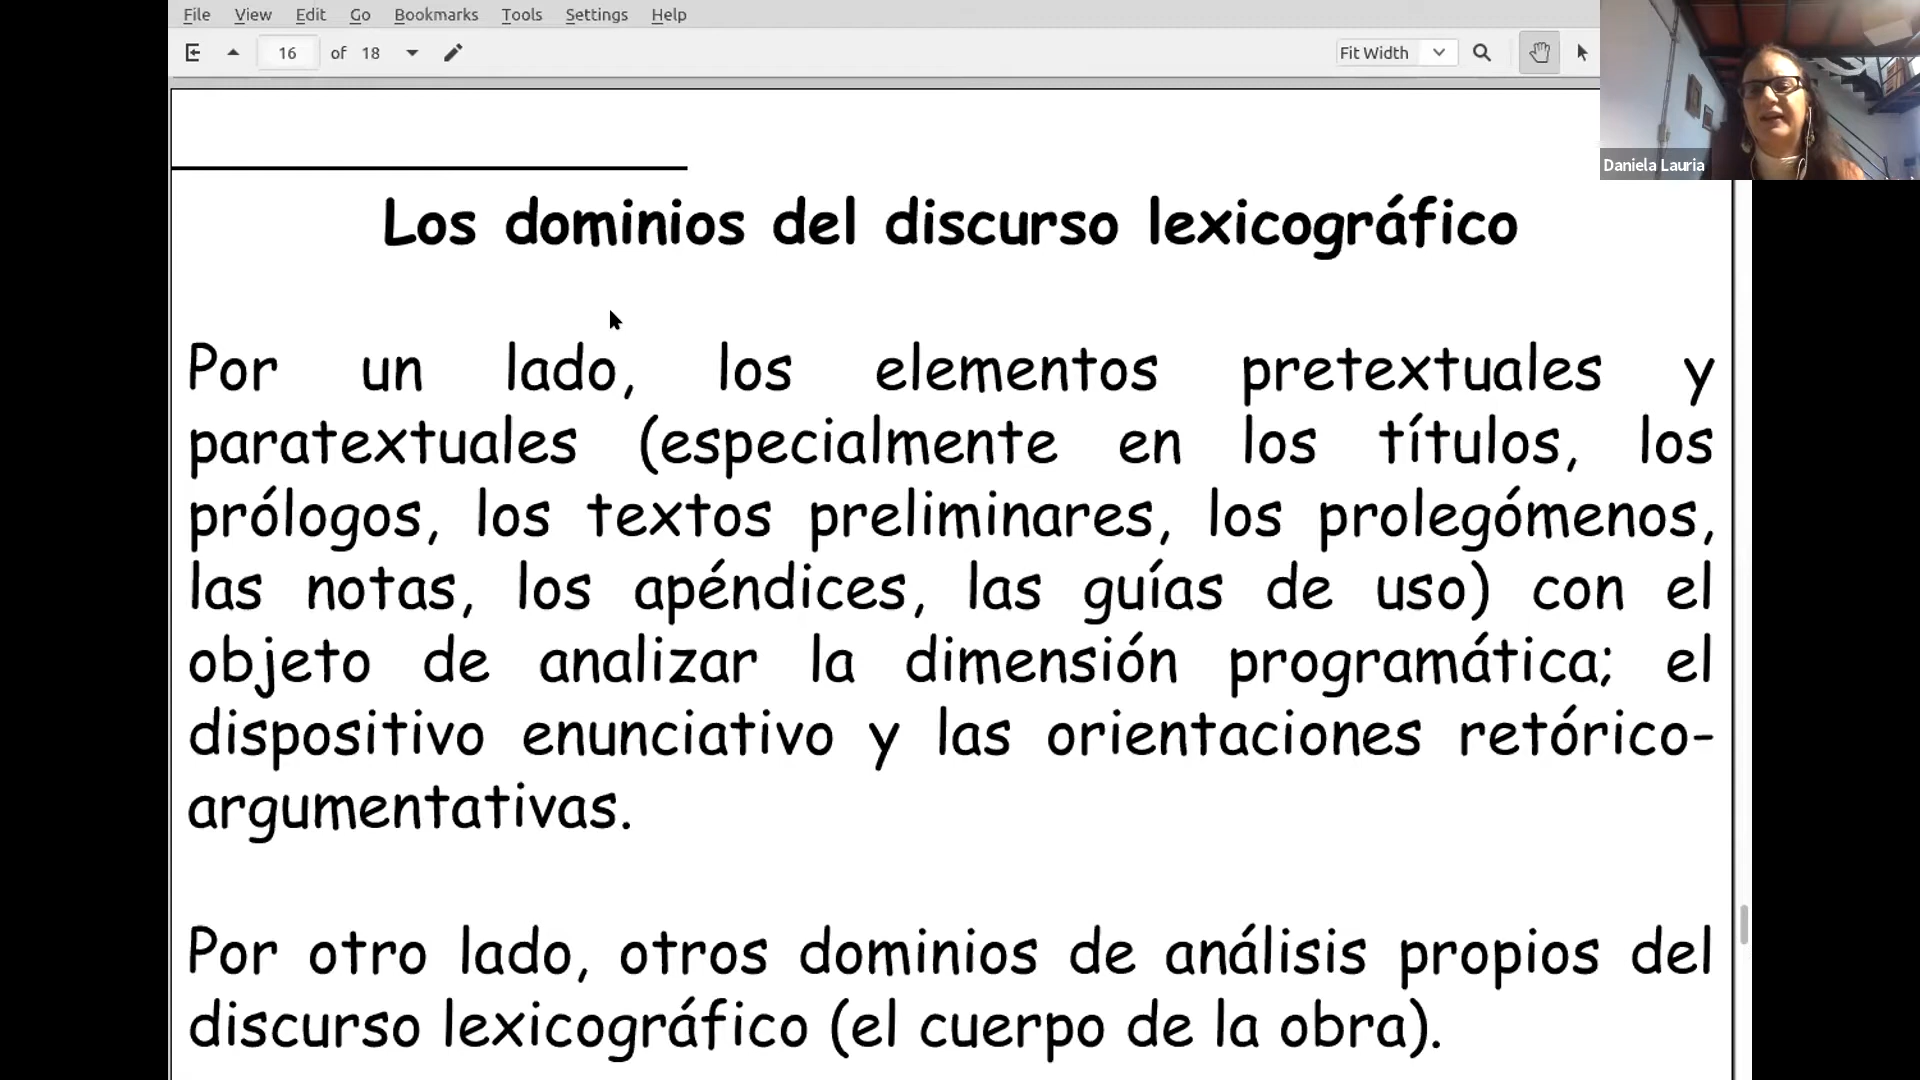 File View Edit Go Bookmarks Tools Settings Help
16 of 18 Fit Width
Daniela Lauria
Los dominios del discurso lexicográfico
Por un lado, los elementos pretextuales y
paratextuales (especialmente en los títulos, los
prólogos, los textos preliminares, los prolegómenos,
las notas, los apéndices, las guías de uso) con el
objeto de analizar la dimensión programática; el
dispositivo enunciativo y las orientaciones retórico-
argumentativas.
Por otro lado, otros dominios de análisis propios del
discurso lexicográfico (el cuerpo de la obra).